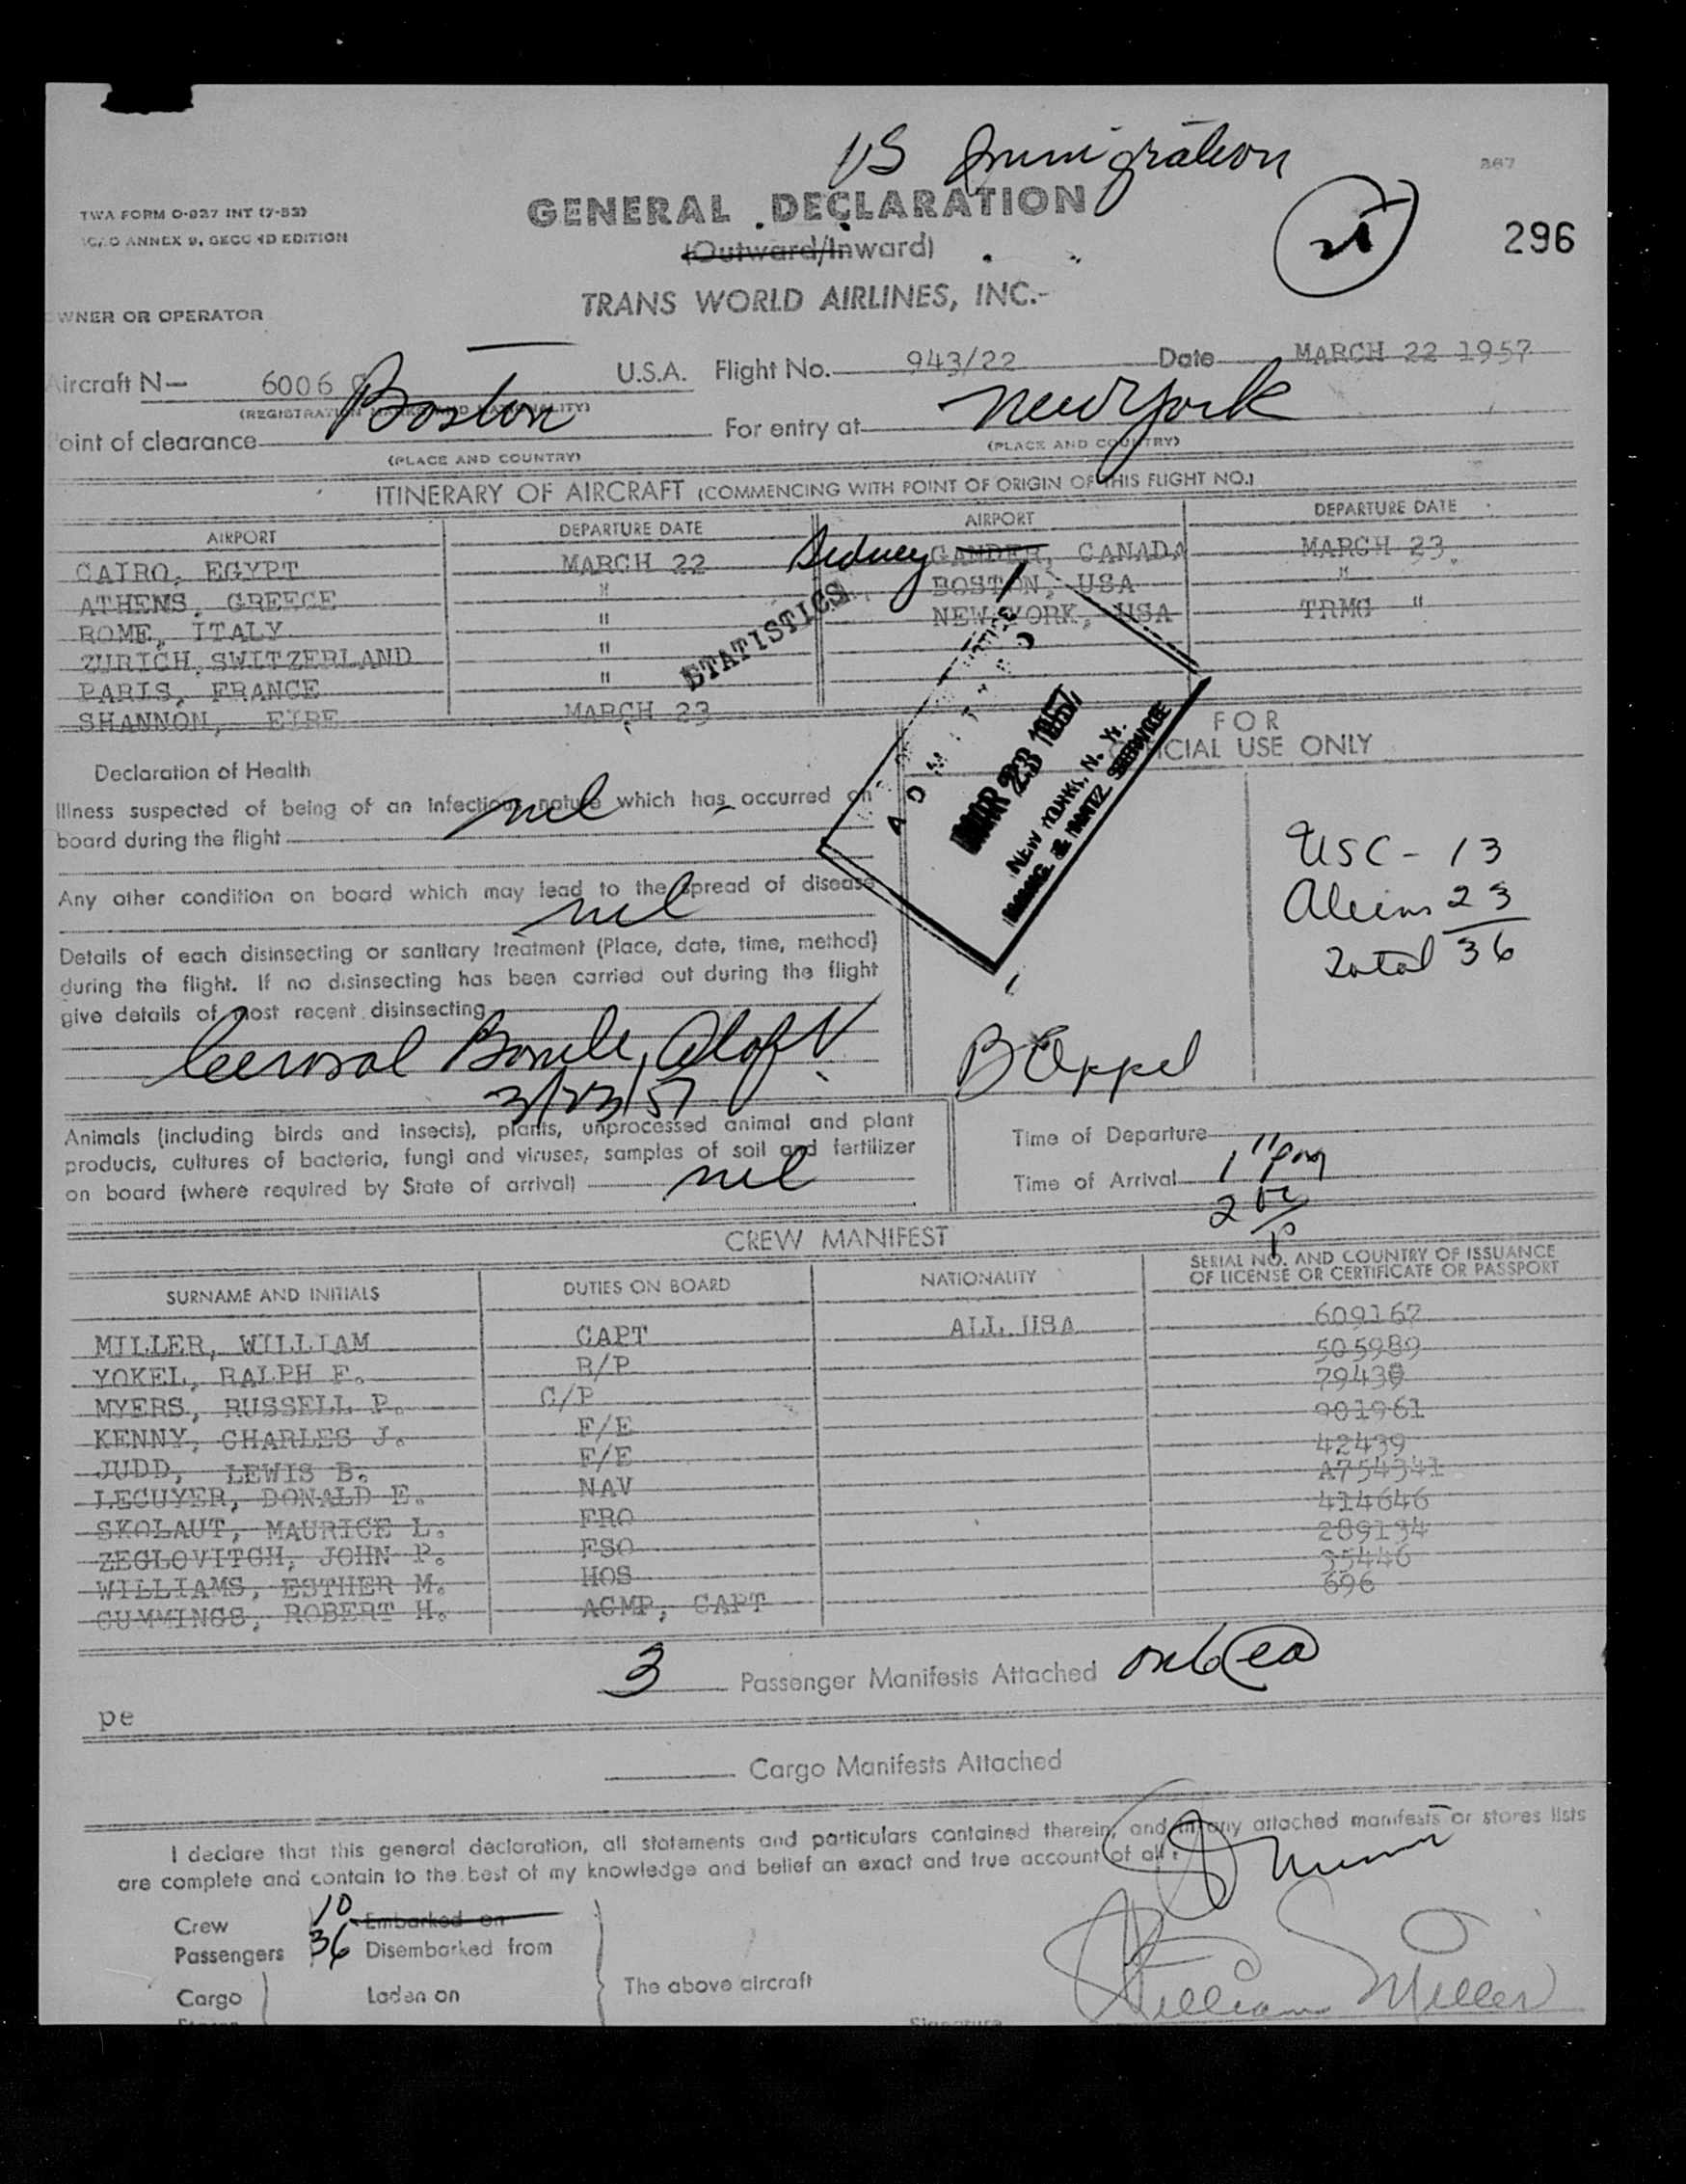 US Immigration
867
TWA FORM O-927 INT (7-53)
ICAO ANNEX 9, SECOND EDITION
GENERAL DECLARATION
(Outward/Inward)
25
296
OWNER OR OPERATOR
TRANS WORLD AIRLINES, INC.
Aircraft N— 6006 U.S.A. Flight No. 943/22 Date MARCH 22 1957
(REGISTRATION MARKS AND NATIONALITY)
Point of clearance Boston For entry at New York
(PLACE AND COUNTRY) (PLACE AND COUNTRY)
ITINERARY OF AIRCRAFT (COMMENCING WITH POINT OF ORIGIN OF THIS FLIGHT NO.)
AIRPORT DEPARTURE DATE AIRPORT DEPARTURE DATE
CAIRO, EGYPT MARCH 22 Sidney GANDER, CANADA MARCH 23
ATHENS, GREECE " BOSTON, USA "
ROME, ITALY " NEW YORK, USA TRMG "
ZURICH, SWITZERLAND "
PARIS, FRANCE "
SHANNON, EIRE MARCH 23
STATISTICS
ADMITTED
MAR 23 1957
NEW YORK, N. Y.
IMMIG. & NATZ. SERVICE
FOR
OFFICIAL USE ONLY
Declaration of Health
Illness suspected of being of an infectious nature which has occurred on
board during the flight nil
Any other condition on board which may lead to the spread of disease
nil
USC - 13
Aliens 23
Total 36
Details of each disinsecting or sanitary treatment (Place, date, time, method)
during the flight. If no disinsecting has been carried out during the flight
give details of most recent disinsecting
Aerosol Bomb, Aloft
3/23/57
B Eppel
Animals (including birds and insects), plants, unprocessed animal and plant
products, cultures of bacteria, fungi and viruses, samples of soil and fertilizer
on board (where required by State of arrival) nil
Time of Departure
Time of Arrival 1 11 pm
CREW MANIFEST
SURNAME AND INITIALS DUTIES ON BOARD NATIONALITY SERIAL NO. AND COUNTRY OF ISSUANCE
OF LICENSE OR CERTIFICATE OR PASSPORT
MILLER, WILLIAM CAPT ALL USA 609167
YOKEL, RALPH F. R/P 505989
MYERS, RUSSELL P. C/P 79438
KENNY, CHARLES J. F/E 901961
JUDD, LEWIS B. F/E 42439
LECUYER, DONALD E. NAV A754341
SKOLAUT, MAURICE L. FRO 414646
ZEGLOVITCH, JOHN P. FSO 289134
WILLIAMS, ESTHER M. HOS 35446
CUMMINGS, ROBERT H. ACMP, CAPT 696
3 Passenger Manifests Attached
pe
Cargo Manifests Attached
I declare that this general declaration, all statements and particulars contained therein, and in any attached manifests or stores lists
are complete and contain to the best of my knowledge and belief an exact and true account of all:
Crew 10 Embarked on
Passengers 36 Disembarked from
Cargo Laden on The above aircraft
Stores Signature
William Miller